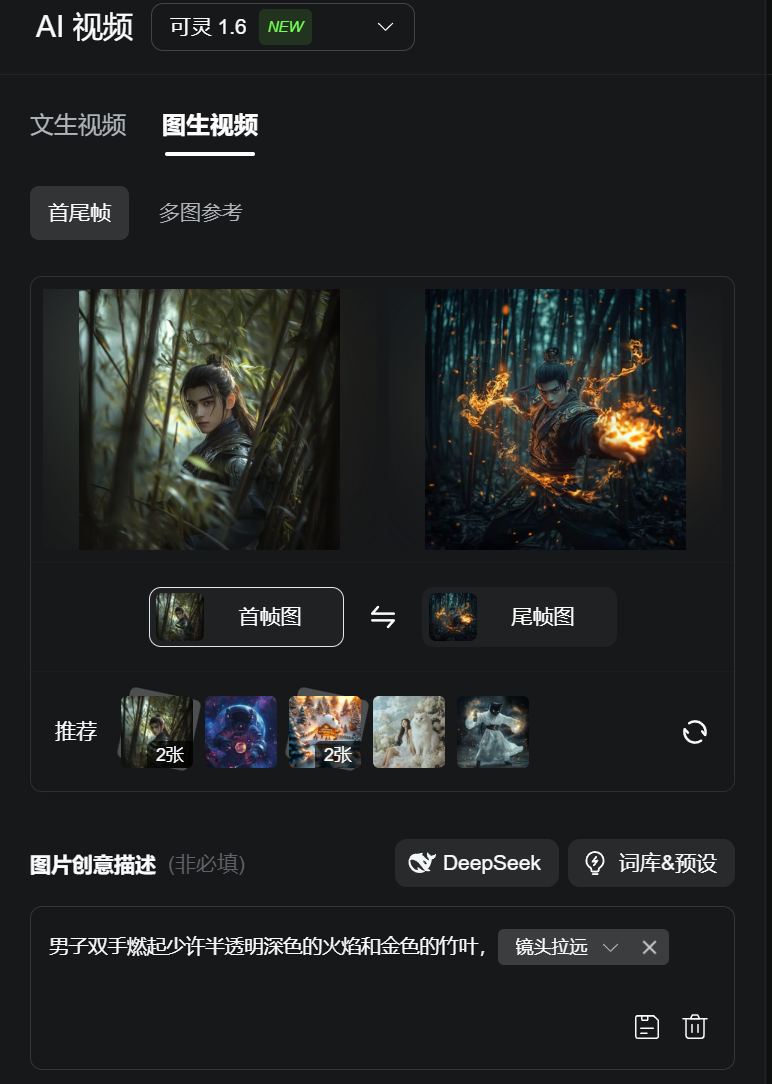 AI 视频 可灵 1.6 NEW
文生视频 图生视频
首尾帧 多图参考
首帧图 尾帧图
推荐 2张 2张
图片创意描述 (非必填) DeepSeek 词库&预设
男子双手燃起少许半透明深色的火焰和金色的竹叶， 镜头拉远